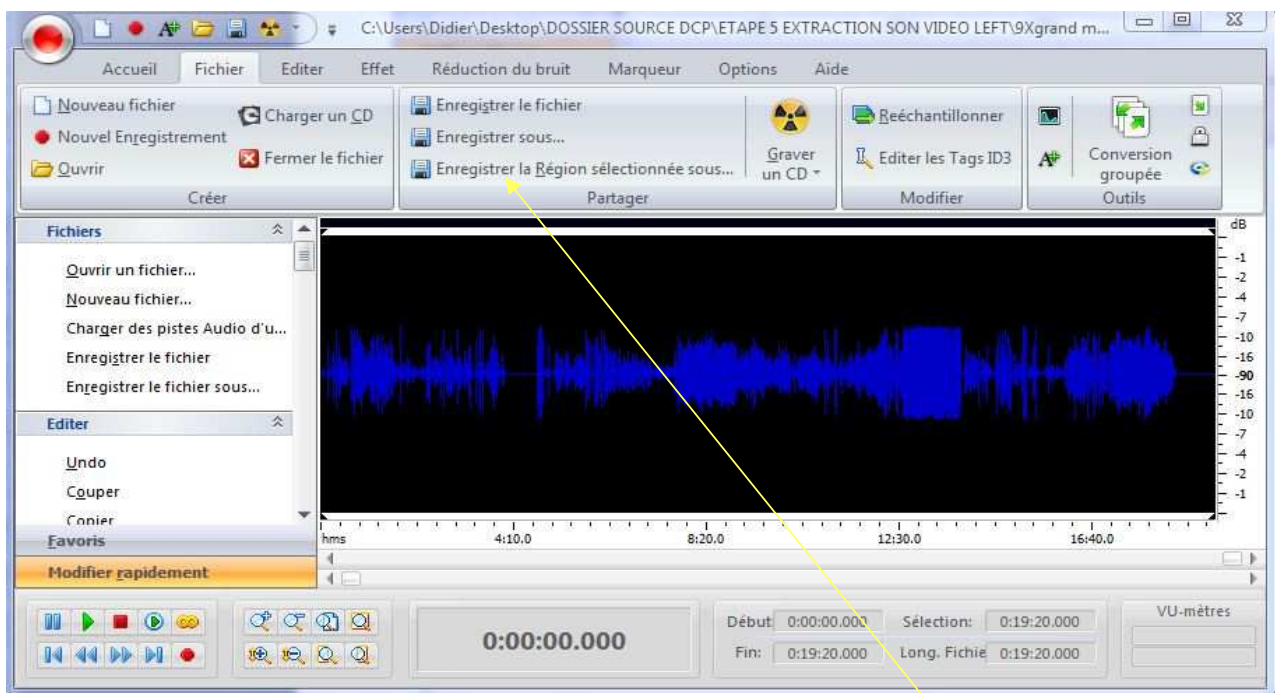 C:\Users\Didier\Desktop\DOSSIER SOURCE DCP\ETAPE 5 EXTRACTION SON VIDEO LEFT\9Xgrand m...
Accueil Fichier Editer Effet Réduction du bruit Marqueur Options Aide
Nouveau fichier
Nouvel Enregistrement
Ouvrir
Charger un CD
Fermer le fichier
Créer
Enregistrer le fichier
Enregistrer sous...
Enregistrer la Région sélectionnée sous...
Graver
un CD
Partager
Reéchantillonner
Editer les Tags ID3
Modifier
Conversion
groupée
Outils
Fichiers
Ouvrir un fichier...
Nouveau fichier...
Charger des pistes Audio d'u...
Enregistrer le fichier
Enregistrer le fichier sous...
Editer
Undo
Couper
Copier
Favoris
Modifier rapidement
dB
-1
-2
-4
-7
-10
-16
-90
-16
-10
-7
-4
-2
-1
hms 4:10.0 8:20.0 12:30.0 16:40.0
0:00:00.000
Début 0:00:00.000 Sélection: 0:19:20.000
Fin: 0:19:20.000 Long. Fichie 0:19:20.000
VU-mètres